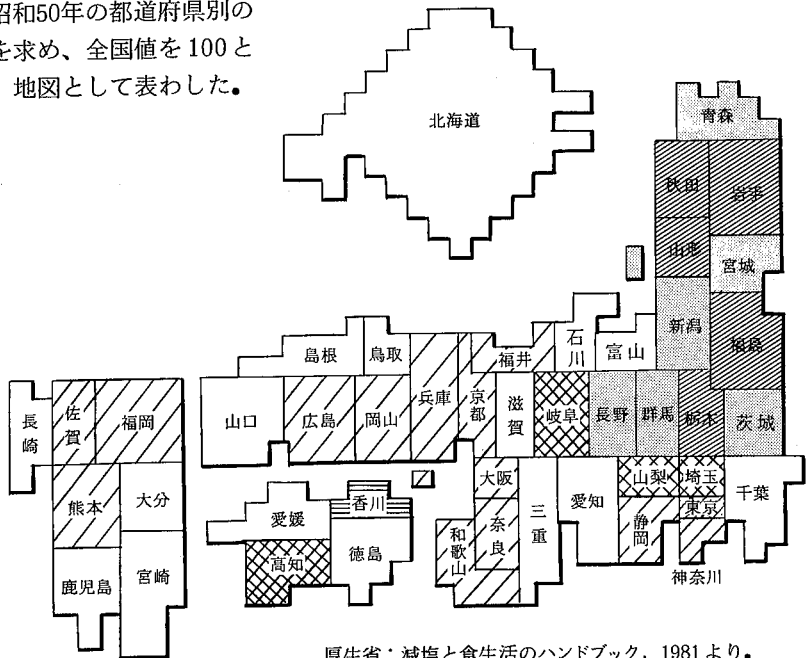 昭和50年の都道府県別の
を求め、全国値を100と
地図として表わした。
北海道
青森
秋田
岩手
山形
宮城
新潟
福島
石川
富山
福井
島根
鳥取
兵庫
京都
滋賀
岐阜
長野
群馬
栃木
茨城
山口
広島
岡山
長崎
佐賀
福岡
熊本
大分
鹿児島
宮崎
愛媛
香川
高知
徳島
大阪
奈良
和歌山
三重
愛知
山梨
静岡
埼玉
東京
千葉
神奈川
厚生省:減塩と食生活のハンドブック,1981より。